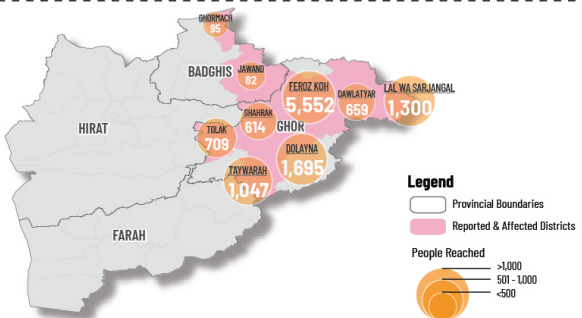 GHORMACH
95
BADGHIS
JAWAND
82
FEROZ KOH
5,552
DAWLATYAR
659
LAL WA SARJANGAL
1,300
HIRAT
SHAHRAK
614
GHOR
TOLAK
709
DOLAYNA
1,695
TAYWARAH
1,047
FARAH
Legend
Provincial Boundaries
Reported & Affected Districts
People Reached
>1,000
501 - 1,000
<500